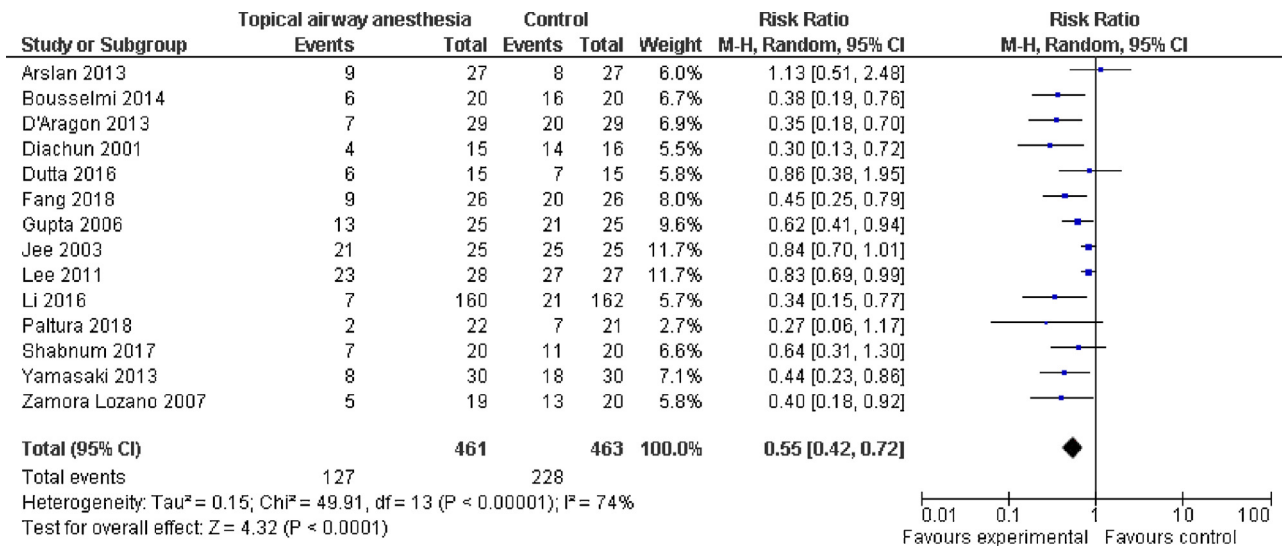 Topical airway anesthesia Control Risk Ratio Risk Ratio
Study or Subgroup Events Total Events Total Weight M-H, Random, 95% CI M-H, Random, 95% CI
Arslan 2013 9 27 8 27 6.0% 1.13 [0.51, 2.48]
Bousselmi 2014 6 20 16 20 6.7% 0.38 [0.19, 0.76]
D'Aragon 2013 7 29 20 29 6.9% 0.35 [0.18, 0.70]
Diachun 2001 4 15 14 16 5.5% 0.30 [0.13, 0.72]
Dutta 2016 6 15 7 15 5.8% 0.86 [0.38, 1.95]
Fang 2018 9 26 20 26 8.0% 0.45 [0.25, 0.79]
Gupta 2006 13 25 21 25 9.6% 0.62 [0.41, 0.94]
Jee 2003 21 25 25 25 11.7% 0.84 [0.70, 1.01]
Lee 2011 23 28 27 27 11.7% 0.83 [0.69, 0.99]
Li 2016 7 160 21 162 5.7% 0.34 [0.15, 0.77]
Paltura 2018 2 22 7 21 2.7% 0.27 [0.06, 1.17]
Shabnum 2017 7 20 11 20 6.6% 0.64 [0.31, 1.30]
Yamasaki 2013 8 30 18 30 7.1% 0.44 [0.23, 0.86]
Zamora Lozano 2007 5 19 13 20 5.8% 0.40 [0.18, 0.92]
Total (95% CI) 461 463 100.0% 0.55 [0.42, 0.72]
Total events 127 228
Heterogeneity: Tau² = 0.15; Chi² = 49.91, df = 13 (P < 0.00001); I² = 74%
Test for overall effect: Z = 4.32 (P < 0.0001)
0.01 0.1 1 10 100
Favours experimental Favours control